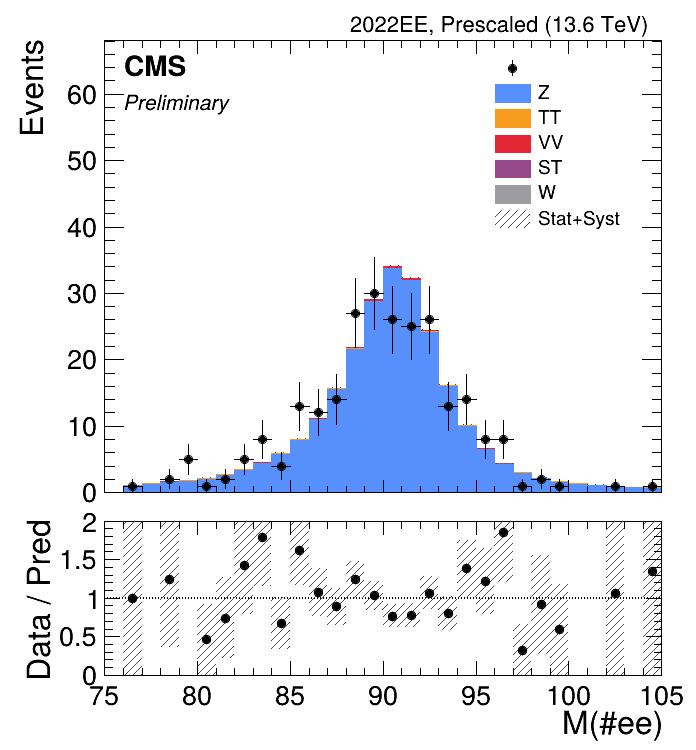 2022EE, Prescaled (13.6 TeV)
CMS
Preliminary
Events
60
50
40
30
20
10
0
Z
TT
VV
ST
W
Stat+Syst
Data / Pred
2
1.5
1
0.5
0
75 80 85 90 95 100 105
M(#ee)